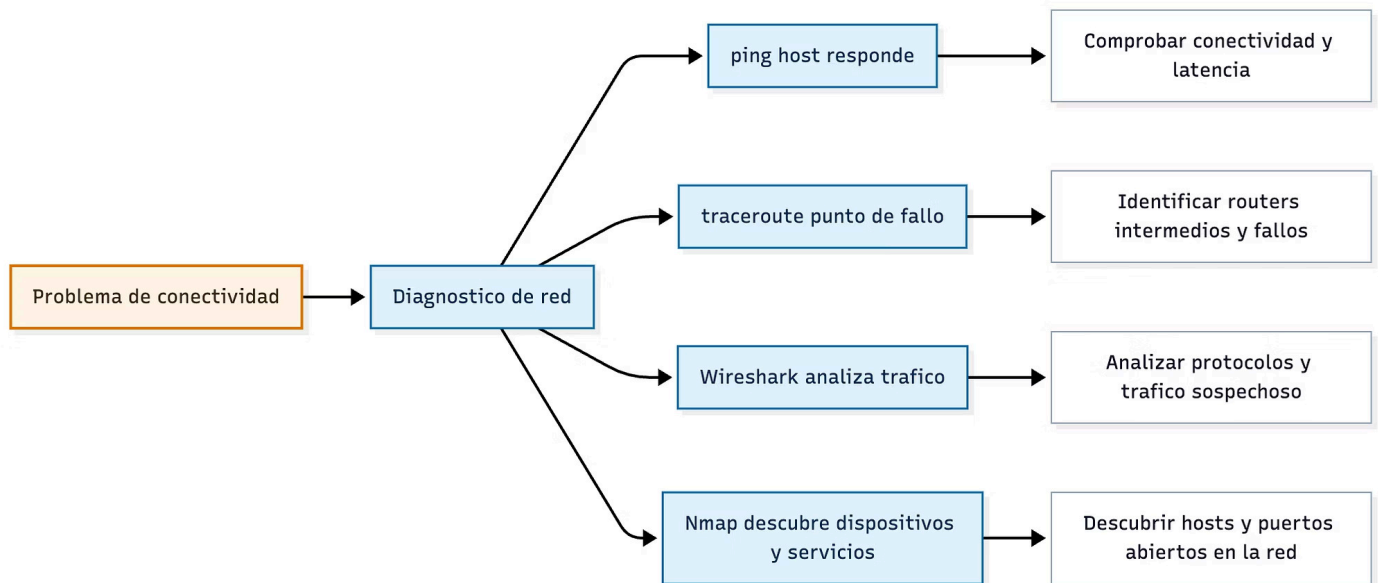 ping host responde
Comprobar conectividad y
latencia
traceroute punto de fallo
Identificar routers
intermedios y fallos
Problema de conectividad
Diagnostico de red
Wireshark analiza trafico
Analizar protocolos y
trafico sospechoso
Nmap descubre dispositivos
y servicios
Descubrir hosts y puertos
abiertos en la red